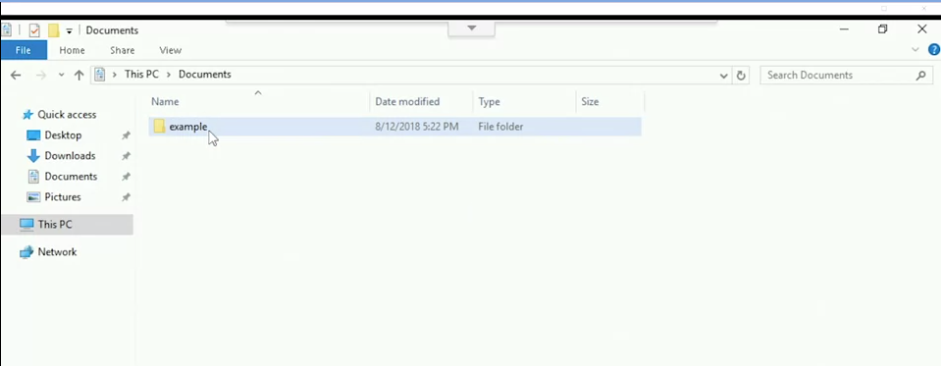 Documents
File Home Share View
This PC > Documents
Search Documents
Name Date modified Type Size
example 8/12/2018 5:22 PM File folder
Quick access
Desktop
Downloads
Documents
Pictures
This PC
Network